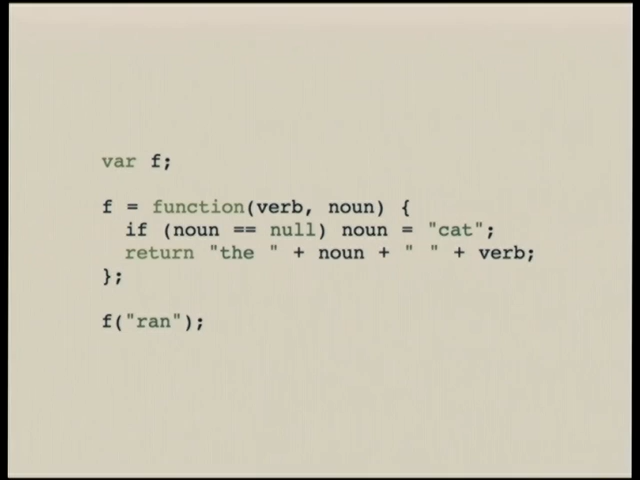 var f;
f = function(verb, noun) {
if (noun == null) noun = "cat";
return "the " + noun + " " + verb;
};
f("ran");